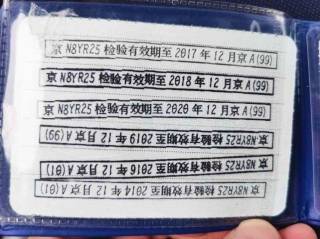 京 N8YR25 检验有效期至 2017 年 12 月京 A(99)
京 N8YR25 检验有效期至 2018 年 12 月京 A(99)
京 N8YR25 检验有效期至 2020 年 12 月京 A(99)
京 N8YR25 检验有效期至 2019 年 12 月京 A(99)
京 N8YR25 检验有效期至 2016 年 12 月京 A(01)
京 N8YR25 检验有效期至 2014 年 12 月京 A(01)